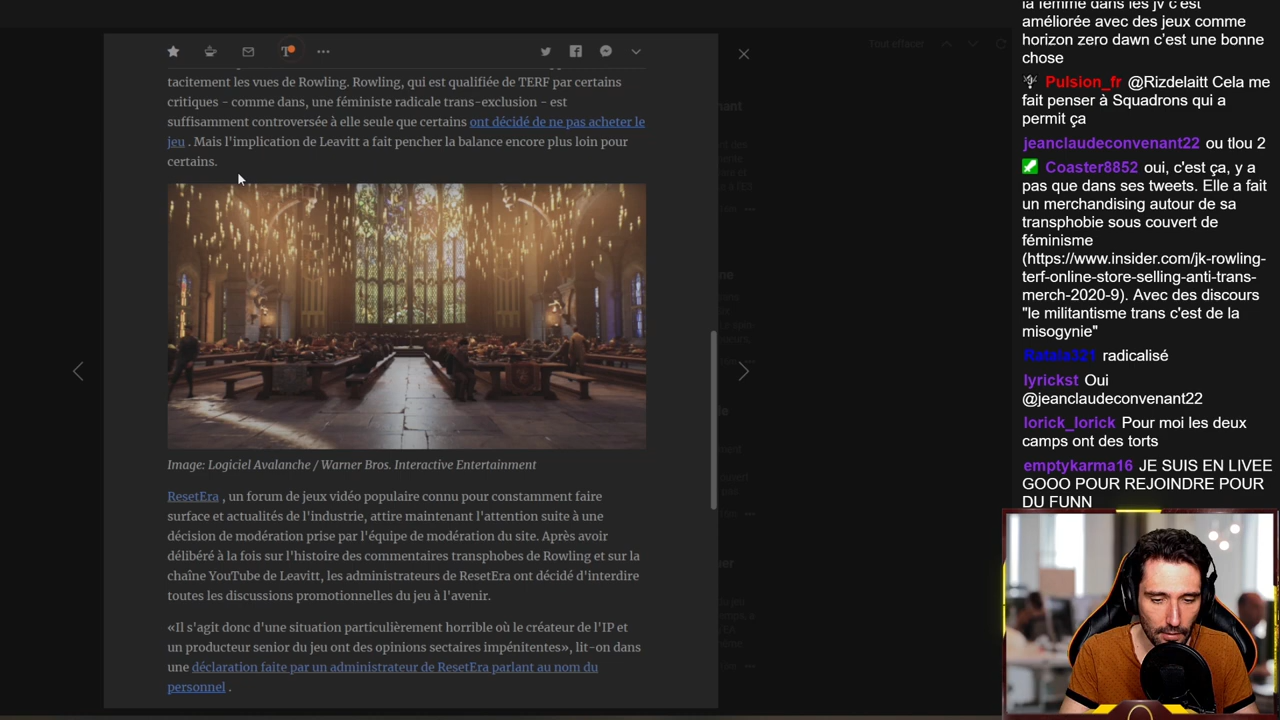 Tout effacer
tacitement les vues de Rowling. Rowling, qui est qualifiée de TERF par certains
critiques - comme dans, une féministe radicale trans-exclusion - est
suffisamment controversée à elle seule que certains ont décidé de ne pas acheter le
jeu . Mais l'implication de Leavitt a fait pencher la balance encore plus loin pour
certains.
Image: Logiciel Avalanche / Warner Bros. Interactive Entertainment
ResetEra , un forum de jeux vidéo populaire connu pour constamment faire
surface et actualités de l'industrie, attire maintenant l'attention suite à une
décision de modération prise par l'équipe de modération du site. Après avoir
délibéré à la fois sur l'histoire des commentaires transphobes de Rowling et sur la
chaîne YouTube de Leavitt, les administrateurs de ResetEra ont décidé d'interdire
toutes les discussions promotionnelles du jeu à l'avenir.
«Il s'agit donc d'une situation particulièrement horrible où le créateur de l'IP et
un producteur senior du jeu ont des opinions sectaires impénitentes», lit-on dans
une déclaration faite par un administrateur de ResetEra parlant au nom du
personnel .
la femme dans les jv c'est
améliorée avec des jeux comme
horizon zero dawn c'est une bonne
chose
Pulsion_fr @Rizdelaitt Cela me
fait penser à Squadrons qui a
permit ça
jeanclaudeconvenant22 ou tlou 2
Coaster8852 oui, c'est ça, y a
pas que dans ses tweets. Elle a fait
un merchandising autour de sa
transphobie sous couvert de
féminisme
(https://www.insider.com/jk-rowling-
terf-online-store-selling-anti-trans-
merch-2020-9). Avec des discours
"le militantisme trans c'est de la
misogynie"
Rataia321 radicalisé
lyrickst Oui
@jeanclaudeconvenant22
lorick_lorick Pour moi les deux
camps ont des torts
emptykarma16 JE SUIS EN LIVEE
GOOO POUR REJOINDRE POUR
DU FUNN